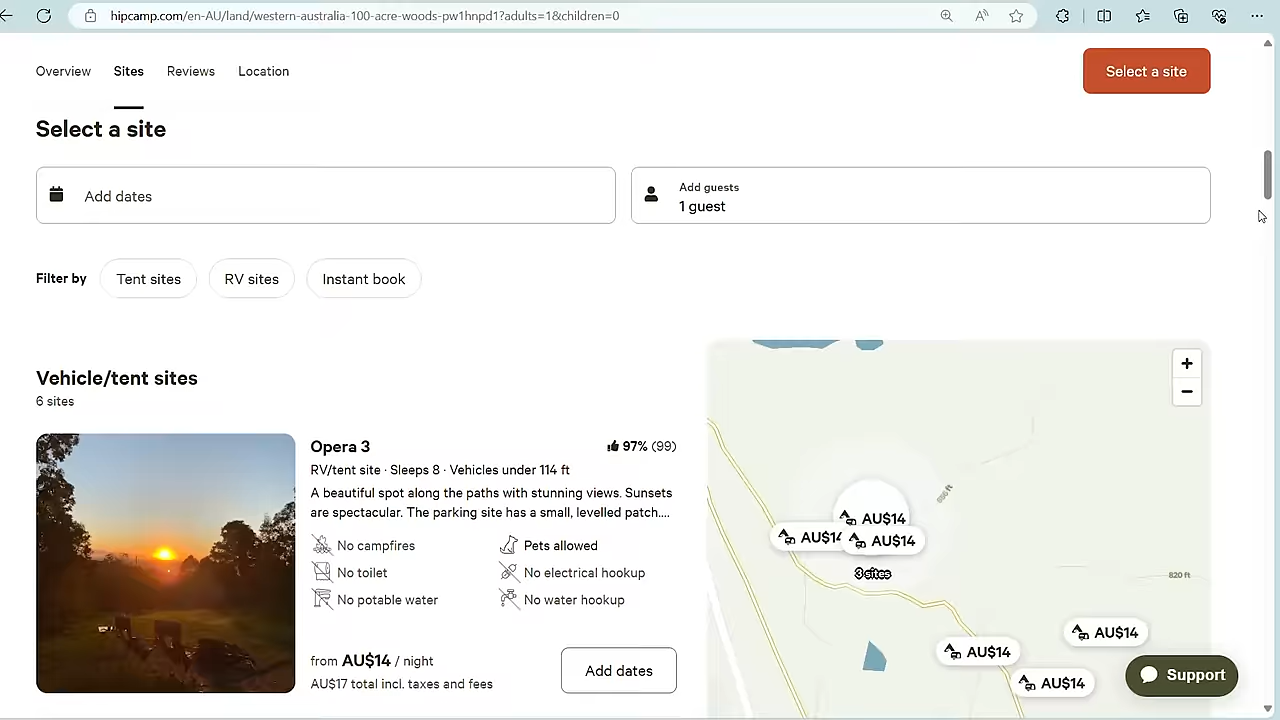 hipcamp.com/en-AU/land/western-australia-100-acre-woods-pw1hnpd1?adults=1&children=0
Overview Sites Reviews Location
Select a site
Select a site
Add dates
Add guests
1 guest
Filter by Tent sites RV sites Instant book
Vehicle/tent sites
6 sites
Opera 3 97% (99)
RV/tent site · Sleeps 8 · Vehicles under 114 ft
A beautiful spot along the paths with stunning views. Sunsets
are spectacular. The parking site has a small, levelled patch....
No campfires Pets allowed
No toilet No electrical hookup
No potable water No water hookup
from AU$14 / night
AU$17 total incl. taxes and fees
Add dates
+
−
AU$14
AU$14
AU$14
3 sites
820 ft
AU$14
AU$14
AU$14
Support